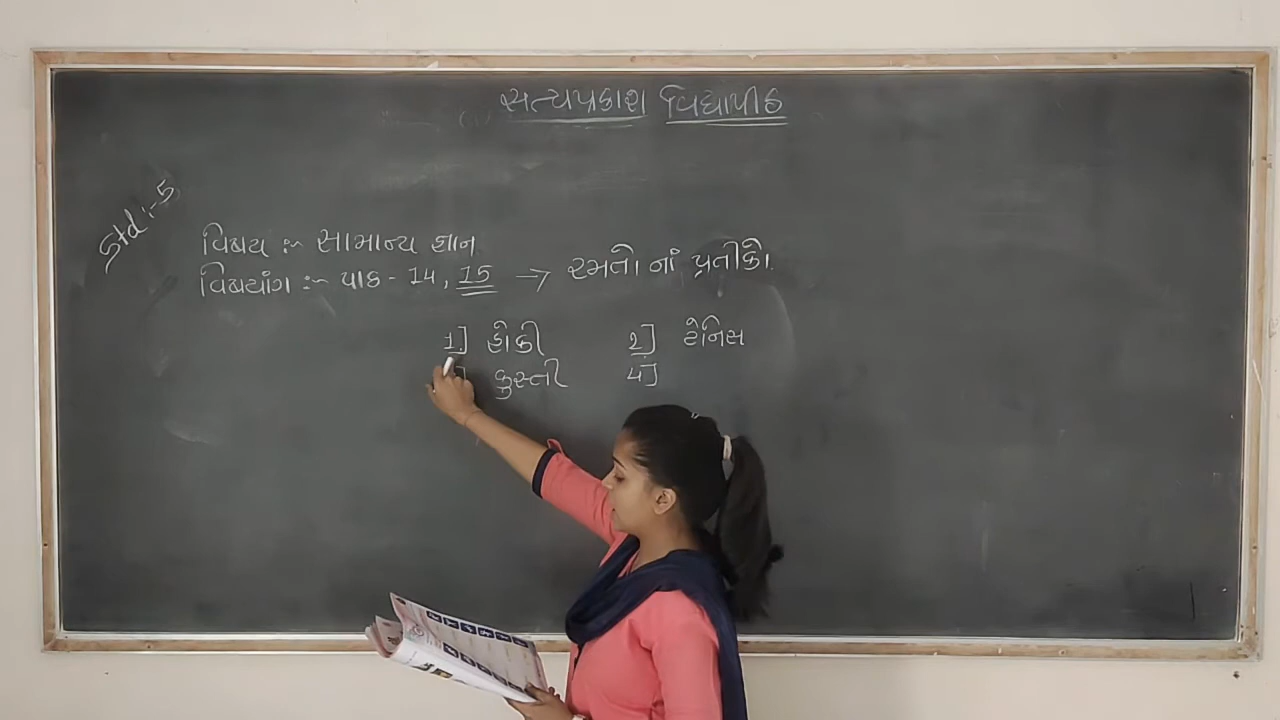 સત્યપ્રકાશ વિદ્યાપીઠ
Std :- 5
વિષય :~ સામાન્ય જ્ઞાન
વિષયાંગ :~ પાઠ - 14, 15 → રમતો નાં પ્રતીકો.
1] હોકી 2] ટેનિસ
કુસ્તી 4]